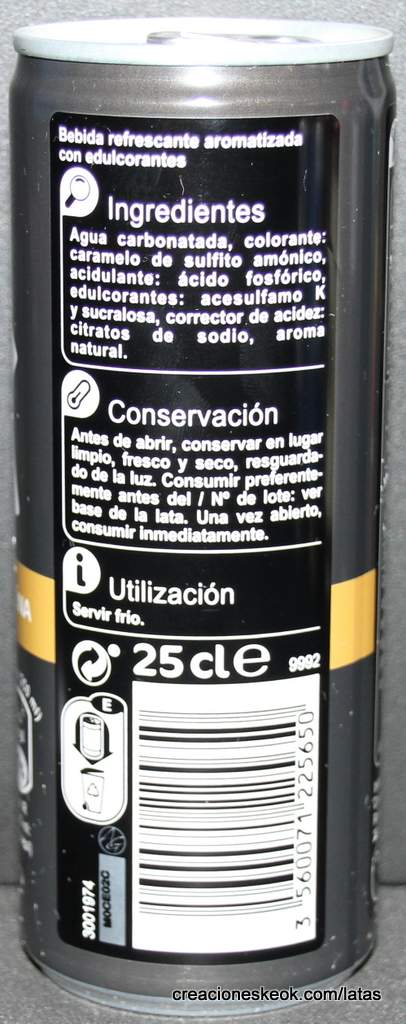 Bebida refrescante aromatizada
con edulcorantes
Ingredientes
Agua carbonatada, colorante:
caramelo de sulfito amónico,
acidulante: ácido fosfórico,
edulcorantes: acesulfamo K
y sucralosa, corrector de acidez:
citratos de sodio, aroma
natural.
Conservación
Antes de abrir, conservar en lugar
limpio, fresco y seco, resguarda-
do de la luz. Consumir preferente-
mente antes del / Nº de lote: ver
base de la lata. Una vez abierto,
consumir inmediatamente.
i
Utilización
Servir frío.
25 cl e 9992
E
3 560071 225650
3001974
M0CE02C
creacioneskeok.com/latas